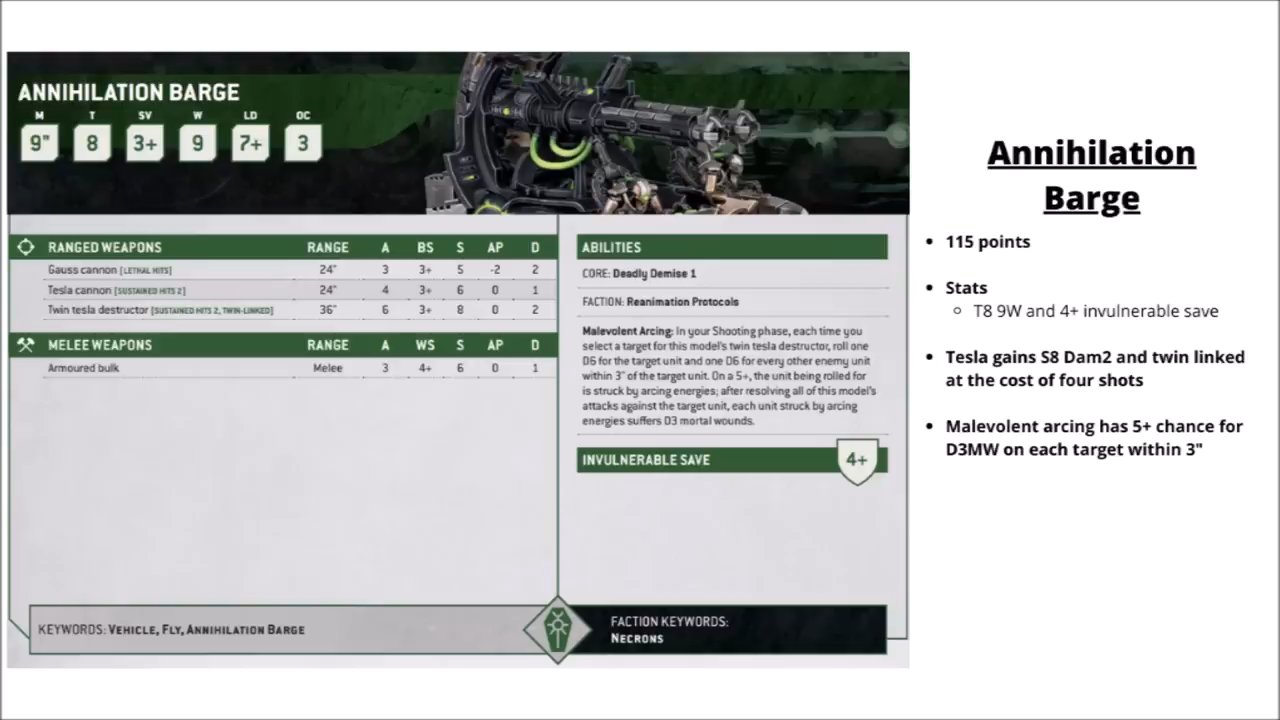 ANNIHILATION BARGE
M T SV W LD OC
9" 8 3+ 9 7+ 3
RANGED WEAPONS RANGE A BS S AP D
Gauss cannon [LETHAL HITS] 24" 3 3+ 5 -2 2
Tesla cannon [SUSTAINED HITS 2] 24" 4 3+ 6 0 1
Twin tesla destructor [SUSTAINED HITS 2, TWIN-LINKED] 36" 6 3+ 8 0 2
MELEE WEAPONS RANGE A WS S AP D
Armoured bulk Melee 3 4+ 6 0 1
ABILITIES
CORE: Deadly Demise 1
FACTION: Reanimation Protocols
Malevolent Arcing: In your Shooting phase, each time you
select a target for this model's twin tesla destructor, roll one
D6 for the target unit and one D6 for every other enemy unit
within 3" of the target unit. On a 5+, the unit being rolled for
is struck by arcing energies; after resolving all of this model's
attacks against the target unit, each unit struck by arcing
energies suffers D3 mortal wounds.
INVULNERABLE SAVE 4+
KEYWORDS: VEHICLE, FLY, ANNIHILATION BARGE
FACTION KEYWORDS:
NECRONS
Annihilation
Barge
• 115 points
• Stats
○ T8 9W and 4+ invulnerable save
• Tesla gains S8 Dam2 and twin linked
at the cost of four shots
• Malevolent arcing has 5+ chance for
D3MW on each target within 3"